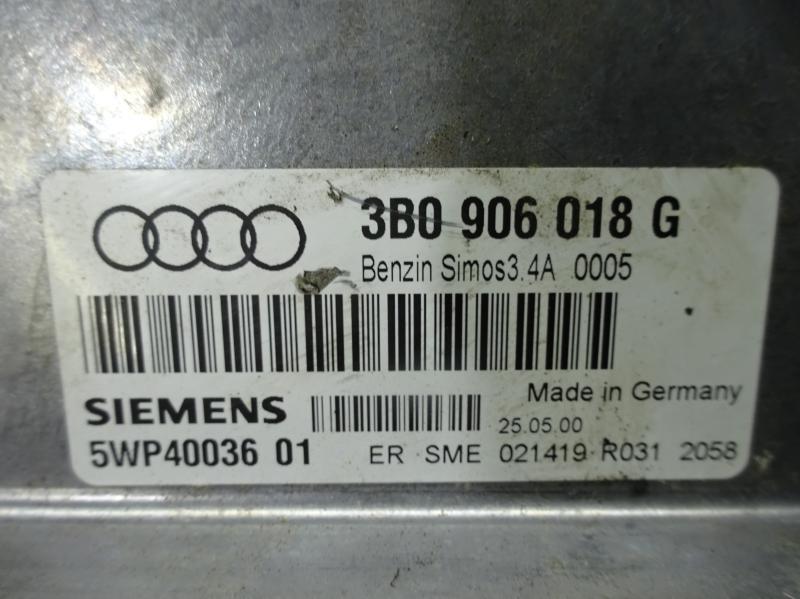 3B0 906 018 G
Benzin Simos3.4A 0005
Made in Germany
SIEMENS
25.05.00
5WP40036 01 ER SME 021419 R031 2058